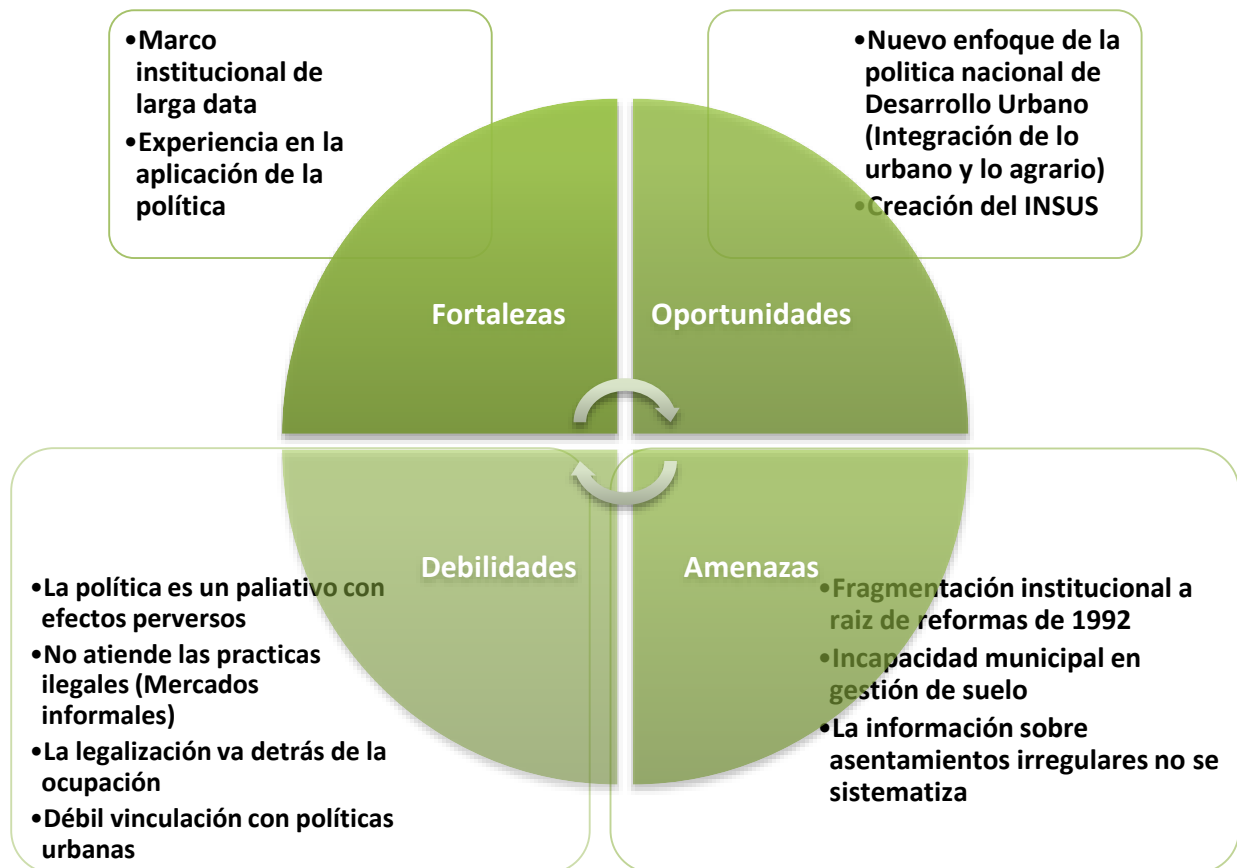 •Marco
institucional de
larga data
•Experiencia en la
aplicación de la
política
•Nuevo enfoque de la
politica nacional de
Desarrollo Urbano
(Integración de lo
urbano y lo agrario)
•Creación del INSUS
Fortalezas
Oportunidades
Debilidades
Amenazas
•La política es un paliativo con
efectos perversos
•No atiende las practicas
ilegales (Mercados
informales)
•La legalización va detrás de la
ocupación
•Débil vinculación con políticas
urbanas
•Fragmentación institucional a
raiz de reformas de 1992
•Incapacidad municipal en
gestión de suelo
•La información sobre
asentamientos irregulares no se
sistematiza